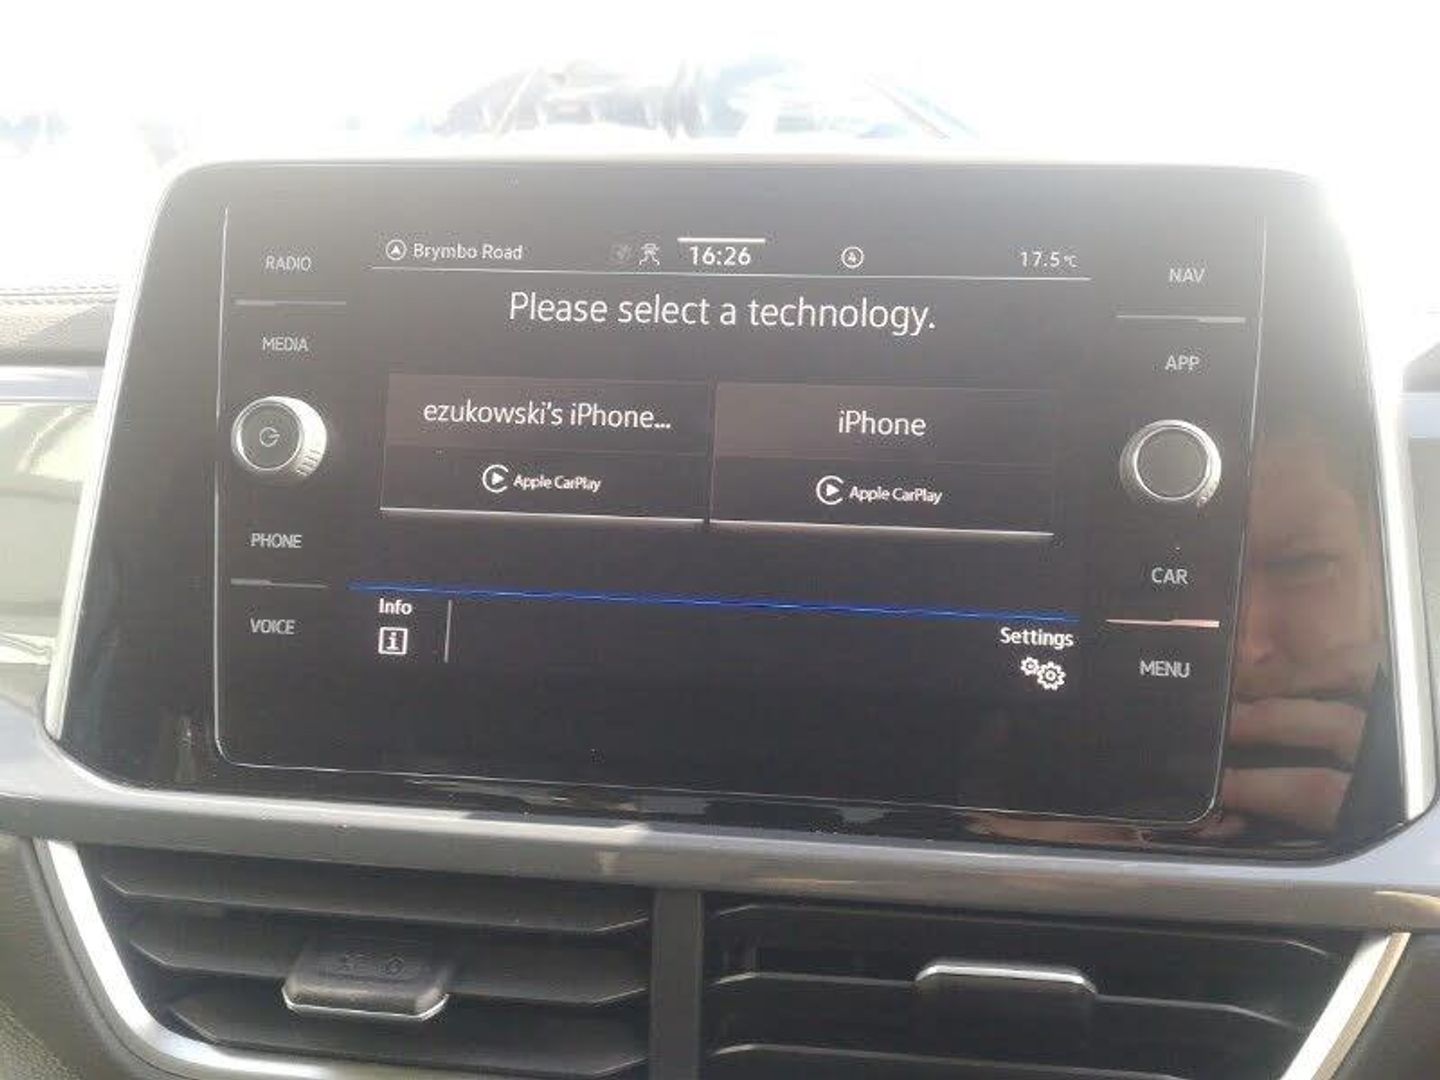 RADIO
MEDIA
PHONE
VOICE
Brymbo Road
16:26
4
17.5°C
Please select a technology.
ezukowski's iPhone...
Apple CarPlay
iPhone
Apple CarPlay
Info
i
Settings
NAV
APP
CAR
MENU